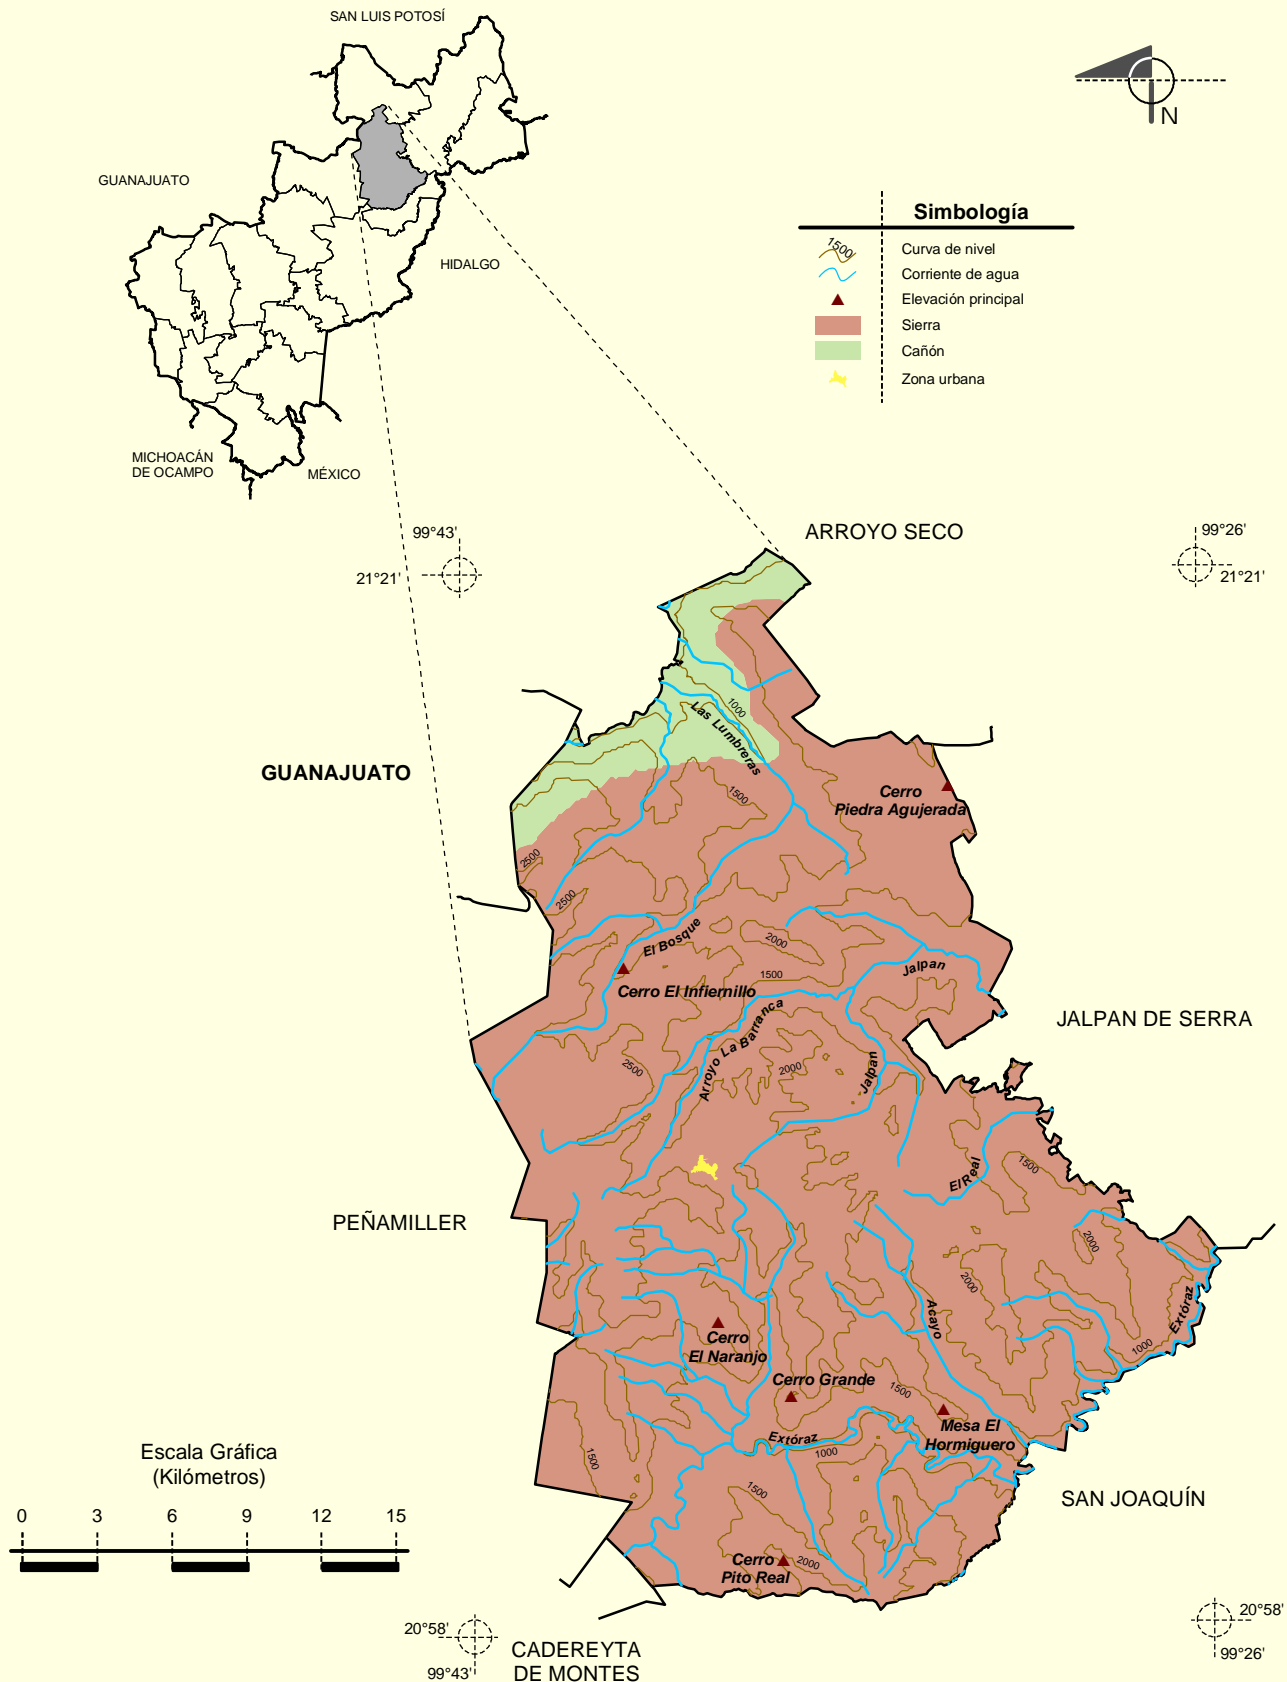 SAN LUIS POTOSÍ
N
GUANAJUATO
HIDALGO
MICHOACÁN
DE OCAMPO
MÉXICO
Simbología
1500
Curva de nivel
Corriente de agua
Elevación principal
Sierra
Cañón
Zona urbana
99°43'
21°21'
ARROYO SECO
99°26'
21°21'
1000
Las Lumbreras
GUANAJUATO
Cerro
Piedra Agujerada
1500
2500
2500
El Bosque
2000
Jalpan
1500
Cerro El Infiernillo
Arroyo La Barranca
JALPAN DE SERRA
2500
2000
Jalpan
1500
El Real
PEÑAMILLER
2000
2000
Acayo
Extóraz
1000
Cerro
El Naranjo
Cerro Grande
1500
Mesa El
Hormiguero
Extóraz
1000
1500
Escala Gráfica
(Kilómetros)
0 3 6 9 12 15
1500
SAN JOAQUÍN
Cerro
Pito Real
2000
20°58'
99°43'
CADEREYTA
DE MONTES
20°58'
99°26'